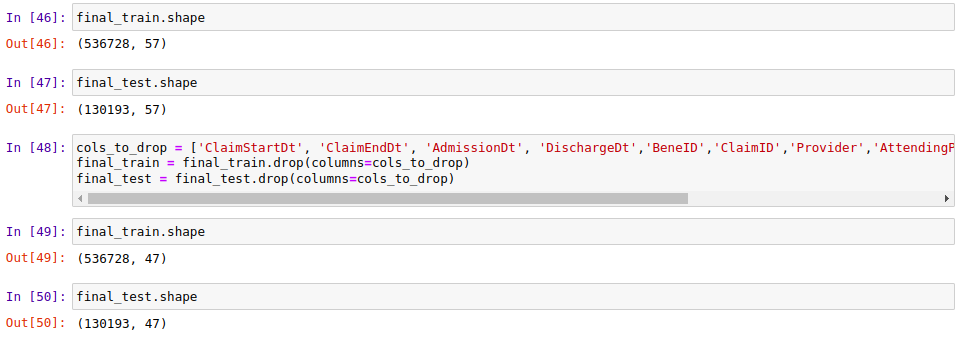 In [46]: final_train.shape
Out[46]: (536728, 57)
In [47]: final_test.shape
Out[47]: (130193, 57)
In [48]: cols_to_drop = ['ClaimStartDt', 'ClaimEndDt', 'AdmissionDt', 'DischargeDt','BeneID','ClaimID','Provider','AttendingP
final_train = final_train.drop(columns=cols_to_drop)
final_test = final_test.drop(columns=cols_to_drop)
In [49]: final_train.shape
Out[49]: (536728, 47)
In [50]: final_test.shape
Out[50]: (130193, 47)